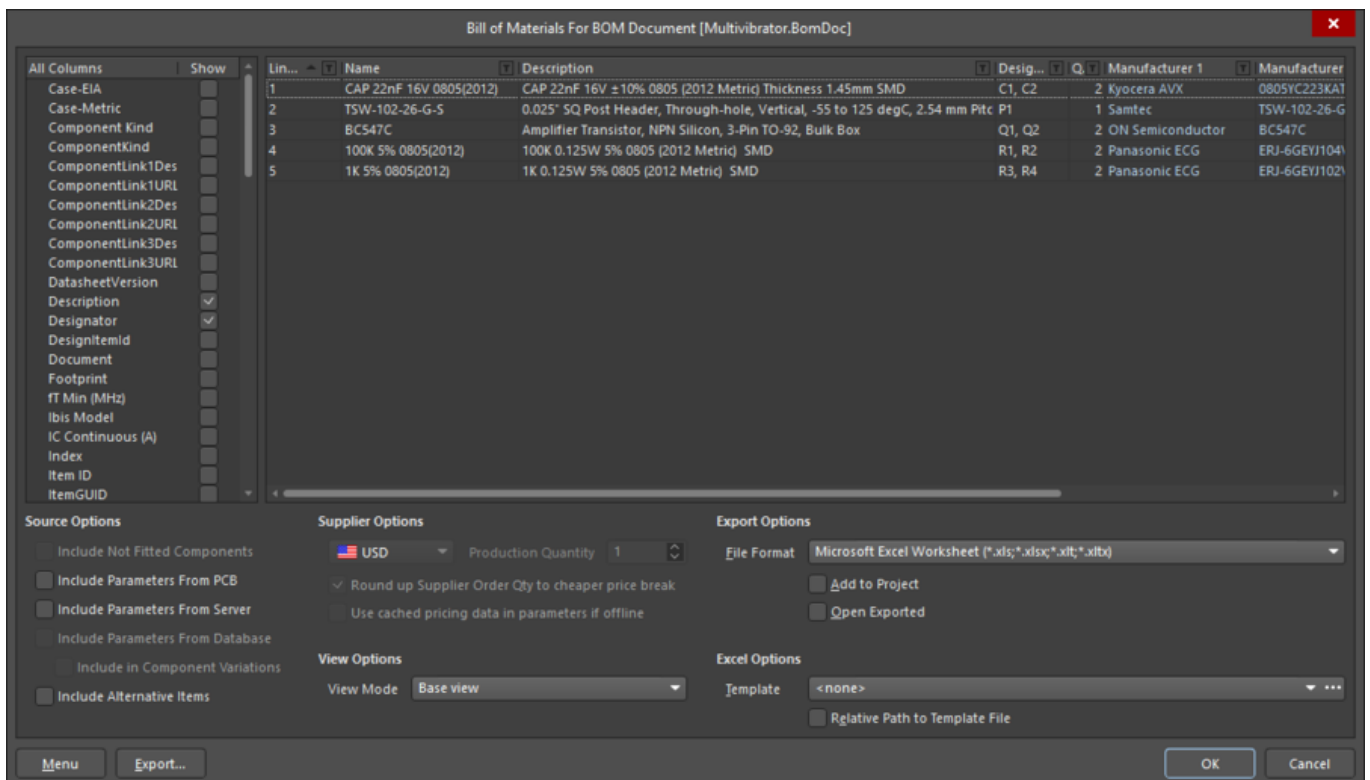 Bill of Materials For BOM Document [Multivibrator.BomDoc]
All Columns Show
Case-EIA
Case-Metric
Component Kind
ComponentKind
ComponentLink1Des
ComponentLink1URL
ComponentLink2Des
ComponentLink2URL
ComponentLink3Des
ComponentLink3URL
DatasheetVersion
Description
Designator
DesignItemId
Document
Footprint
fT Min (MHz)
Ibis Model
IC Continuous (A)
Index
Item ID
ItemGUID
Lin... Name Description Desig... Q. Manufacturer 1 Manufacturer
1 CAP 22nF 16V 0805(2012) CAP 22nF 16V ±10% 0805 (2012 Metric) Thickness 1.45mm SMD C1, C2 2 Kyocera AVX 0805YC223KAT
2 TSW-102-26-G-S 0.025" SQ Post Header, Through-hole, Vertical, -55 to 125 degC, 2.54 mm Pitc P1 1 Samtec TSW-102-26-G
3 BC547C Amplifier Transistor, NPN Silicon, 3-Pin TO-92, Bulk Box Q1, Q2 2 ON Semiconductor BC547C
4 100K 5% 0805(2012) 100K 0.125W 5% 0805 (2012 Metric) SMD R1, R2 2 Panasonic ECG ERJ-6GEYJ104V
5 1K 5% 0805(2012) 1K 0.125W 5% 0805 (2012 Metric) SMD R3, R4 2 Panasonic ECG ERJ-6GEYJ102V
Source Options
Include Not Fitted Components
Include Parameters From PCB
Include Parameters From Server
Include Parameters From Database
Include in Component Variations
Include Alternative Items
Supplier Options
USD Production Quantity 1
Round up Supplier Order Qty to cheaper price break
Use cached pricing data in parameters if offline
View Options
View Mode Base view
Export Options
File Format Microsoft Excel Worksheet (*.xls;*.xlsx;*.xlt;*.xltx)
Add to Project
Open Exported
Excel Options
Template <none>
Relative Path to Template File
Menu Export... OK Cancel